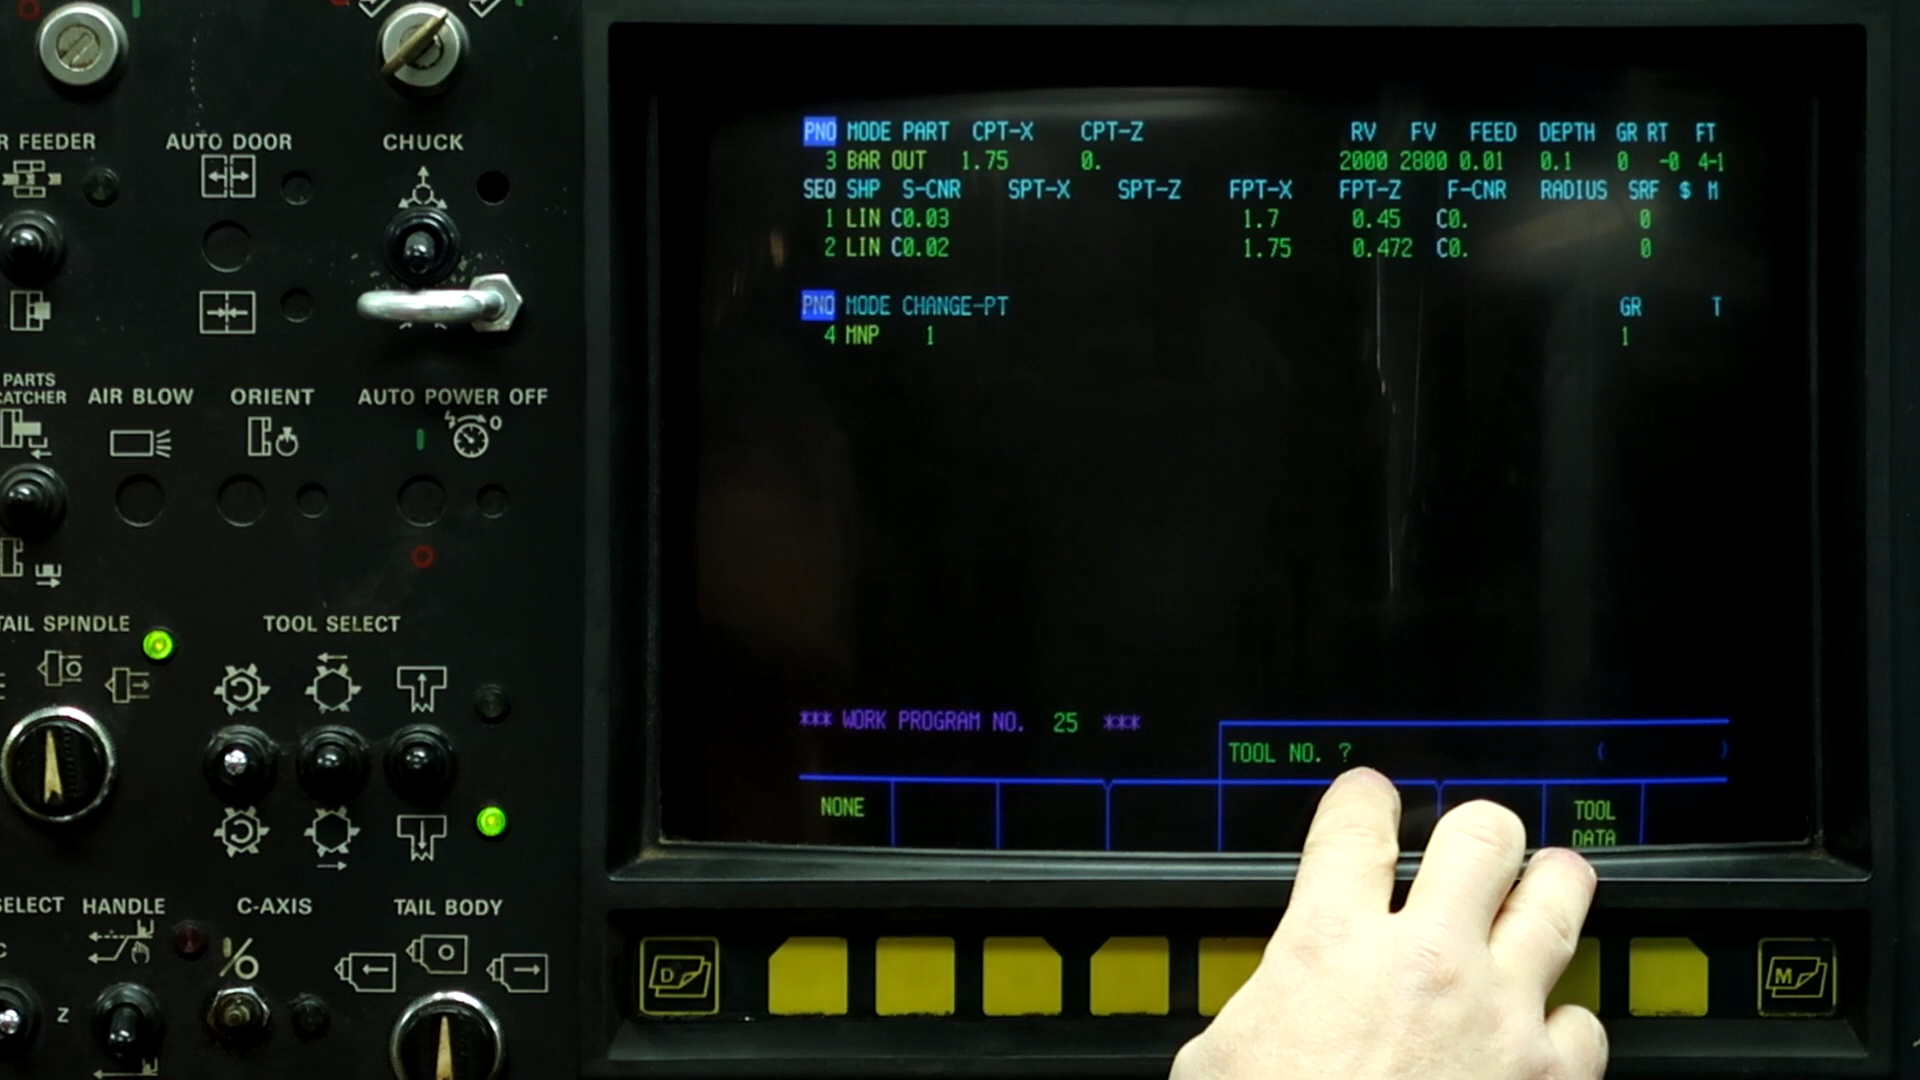 R FEEDER
AUTO DOOR
CHUCK
PARTS
CATCHER
AIR BLOW
ORIENT
AUTO POWER OFF
TAIL SPINDLE
TOOL SELECT
SELECT
HANDLE
C-AXIS
TAIL BODY
C
Z
PNO MODE PART CPT-X CPT-Z RV FV FEED DEPTH GR RT FT
3 BAR OUT 1.75 0. 2000 2800 0.01 0.1 0 -0 4-1
SEQ SHP S-CNR SPT-X SPT-Z FPT-X FPT-Z F-CNR RADIUS SRF $ M
1 LIN C0.03 1.7 0.45 C0. 0
2 LIN C0.02 1.75 0.472 C0. 0
PNO MODE CHANGE-PT GR T
4 MNP 1 1
*** WORK PROGRAM NO. 25 ***
TOOL NO. ? ( )
NONE
TOOL
DATA
D
M